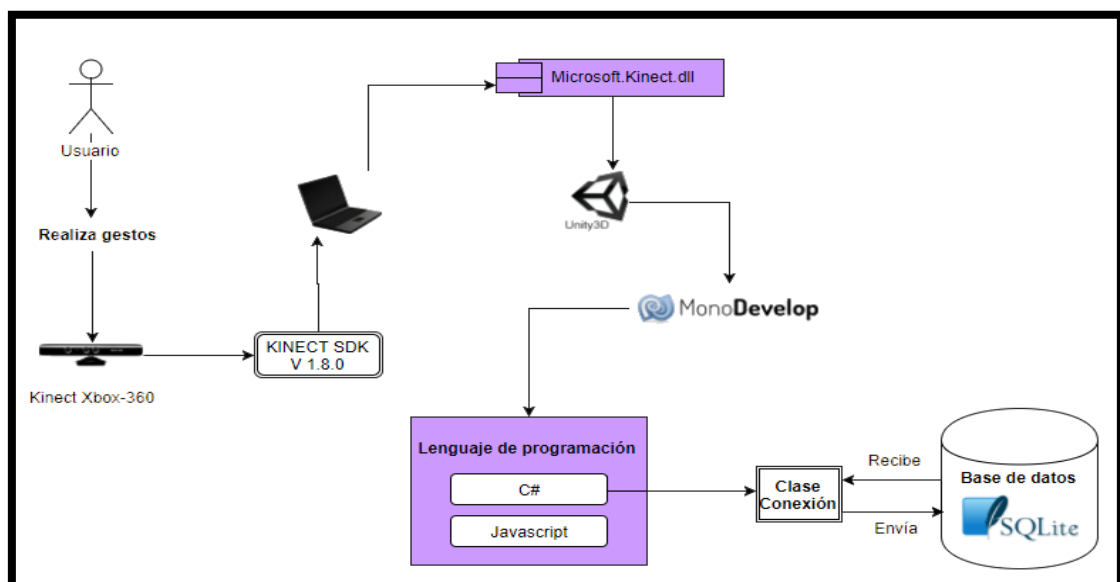 Usuario
Realiza gestos
Kinect Xbox-360
KINECT SDK
V 1.8.0
Microsoft.Kinect.dll
Unity3D
MonoDevelop
Lenguaje de programación
C#
Javascript
Clase
Conexión
Recibe
Envía
Base de datos
SQLite